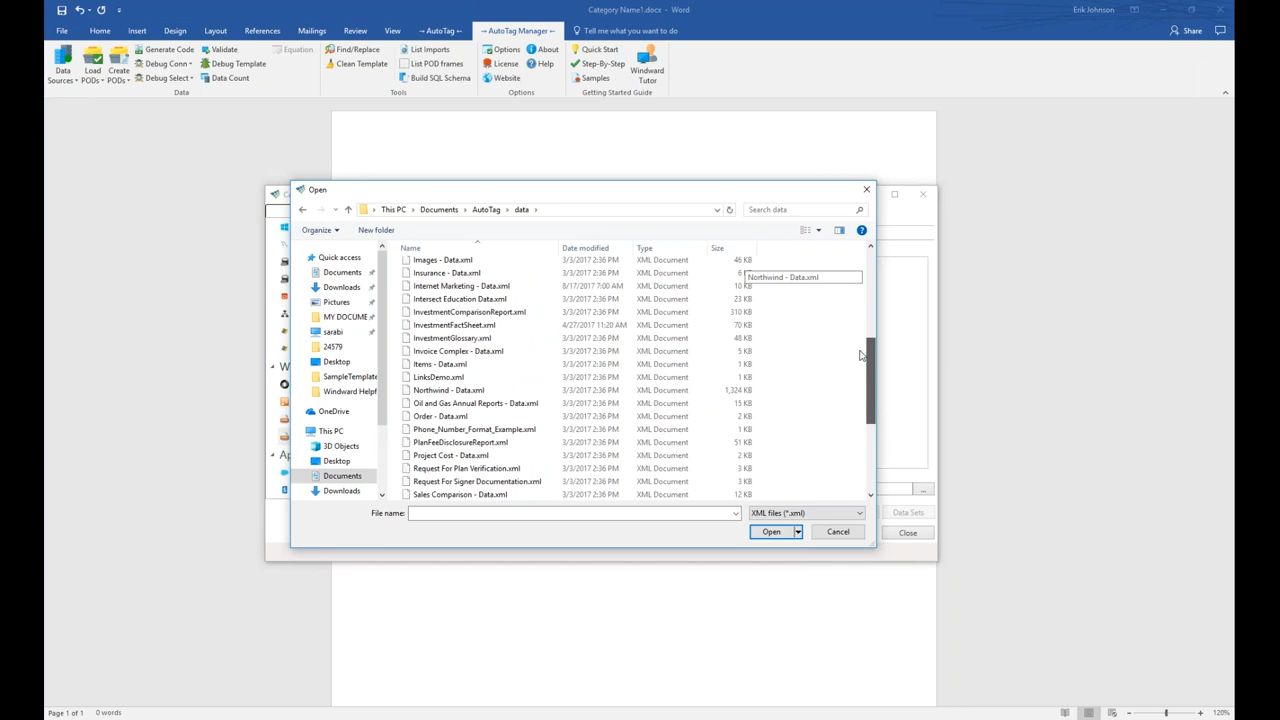 Category Name1.docx - Word
Erik Johnson
File Home Insert Design Layout References Mailings Review View AutoTag AutoTag Manager Tell me what you want to do Share
Data Sources
Load PODs
Create PODs
Generate Code
Debug Conn
Debug Select
Validate
Debug Template
Data Count
Equation
Data
Find/Replace
Clean Template
List Imports
List POD frames
Build SQL Schema
Tools
Options
License
Website
About
Help
Options
Quick Start
Step-By-Step
Samples
Windward Tutor
Getting Started Guide
Open
This PC > Documents > AutoTag > data >
Search data
Organize New folder
Quick access
Documents
Downloads
Pictures
MY DOCUME
sarabi
24579
Desktop
SampleTemplate
Windward Helpf
OneDrive
This PC
3D Objects
Desktop
Documents
Downloads
Name Date modified Type Size
Images - Data.xml 3/3/2017 2:36 PM XML Document 46 KB
Insurance - Data.xml 3/3/2017 2:36 PM XML Document 6
Northwind - Data.xml
Internet Marketing - Data.xml 8/17/2017 7:00 AM XML Document 10 KB
Intersect Education Data.xml 3/3/2017 2:36 PM XML Document 23 KB
InvestmentComparisonReport.xml 3/3/2017 2:36 PM XML Document 310 KB
InvestmentFactSheet.xml 4/27/2017 11:20 AM XML Document 70 KB
InvestmentGlossary.xml 3/3/2017 2:36 PM XML Document 48 KB
Invoice Complex - Data.xml 3/3/2017 2:36 PM XML Document 5 KB
Items - Data.xml 3/3/2017 2:36 PM XML Document 1 KB
LinksDemo.xml 3/3/2017 2:36 PM XML Document 1 KB
Northwind - Data.xml 3/3/2017 2:36 PM XML Document 1,324 KB
Oil and Gas Annual Reports - Data.xml 3/3/2017 2:36 PM XML Document 15 KB
Order - Data.xml 3/3/2017 2:36 PM XML Document 2 KB
Phone_Number_Format_Example.xml 3/3/2017 2:36 PM XML Document 1 KB
PlanFeeDisclosureReport.xml 3/3/2017 2:36 PM XML Document 51 KB
Project Cost - Data.xml 3/3/2017 2:36 PM XML Document 2 KB
Request For Plan Verification.xml 3/3/2017 2:36 PM XML Document 3 KB
Request For Signer Documentation.xml 3/3/2017 2:36 PM XML Document 3 KB
Sales Comparison - Data.xml 3/3/2017 2:36 PM XML Document 12 KB
File name: XML files (*.xml)
Open Cancel
...
Data Sets
Close
Page 1 of 1 0 words 120%